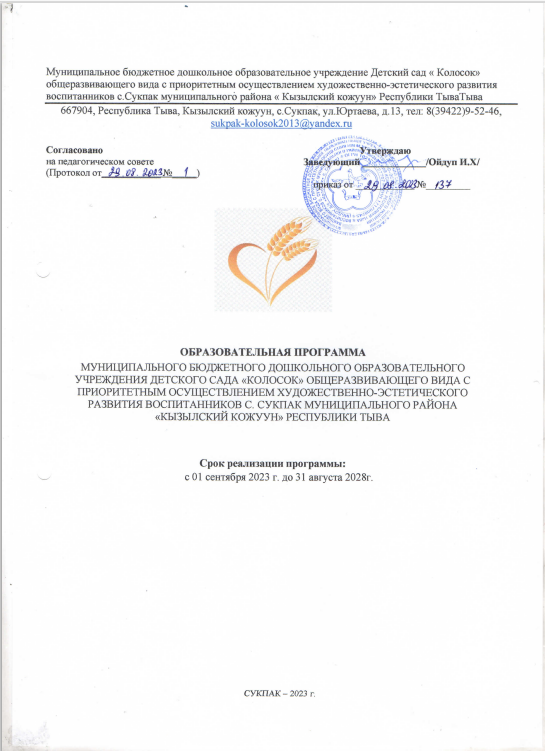 Муниципальное бюджетное дошкольное образовательное учреждение Детский сад « Колосок»
общеразвивающего вида с приоритетным осуществлением художественно-эстетического развития
воспитанников с.Сукпак муниципального района « Кызылский кожуун» Республики ТываТыва
667904, Республика Тыва, Кызылский кожуун, с.Сукпак, ул.Юртаева, д.13, тел: 8(39422)9-52-46,
sukpak-kolosok2013@yandex.ru
Согласовано
на педагогическом совете
(Протокол от 29.08.2023 № 1 )
Утверждаю
Заведующий /Ойдуп И.Х/
приказ от 29.08.2023 № 137
ОБРАЗОВАТЕЛЬНАЯ ПРОГРАММА
МУНИЦИПАЛЬНОГО БЮДЖЕТНОГО ДОШКОЛЬНОГО ОБРАЗОВАТЕЛЬНОГО
УЧРЕЖДЕНИЯ ДЕТСКОГО САДА «КОЛОСОК» ОБЩЕРАЗВИВАЮЩЕГО ВИДА С
ПРИОРИТЕТНЫМ ОСУЩЕСТВЛЕНИЕМ ХУДОЖЕСТВЕННО-ЭСТЕТИЧЕСКОГО
РАЗВИТИЯ ВОСПИТАННИКОВ С. СУКПАК МУНИЦИПАЛЬНОГО РАЙОНА
«КЫЗЫЛСКИЙ КОЖУУН» РЕСПУБЛИКИ ТЫВА
Срок реализации программы:
с 01 сентября 2023 г. до 31 августа 2028г.
СУКПАК – 2023 г.